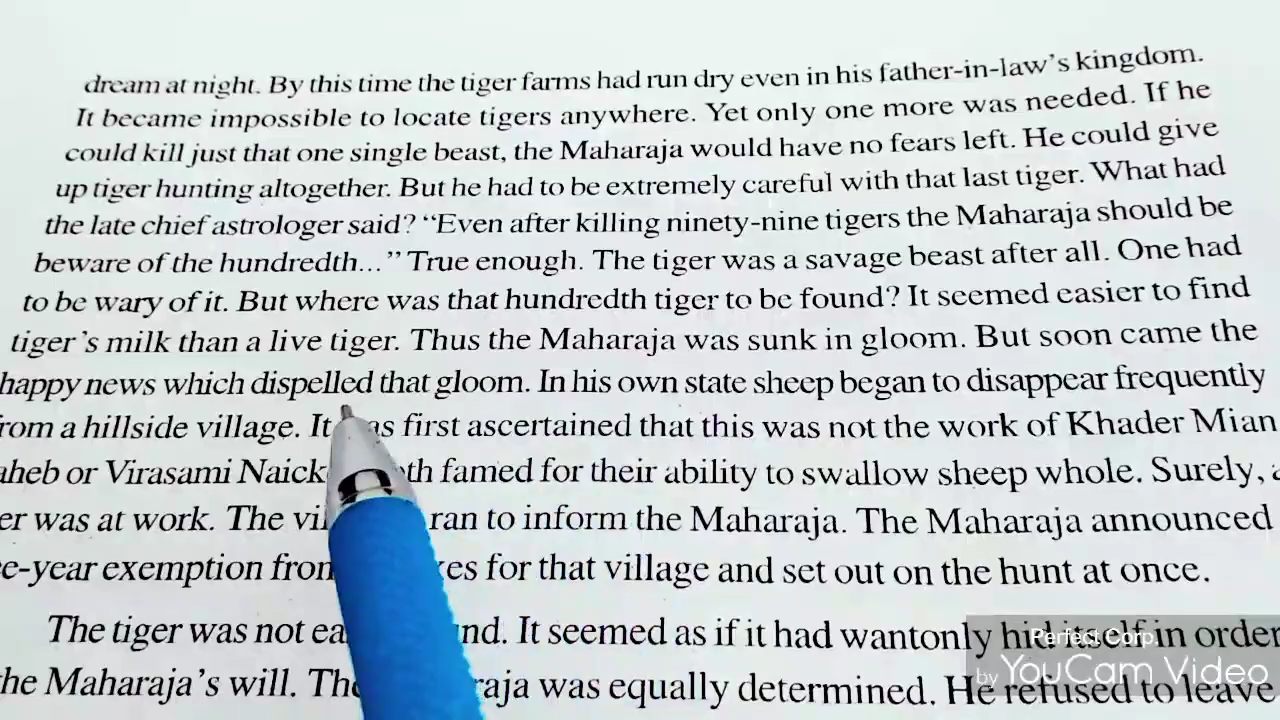 dream at night. By this time the tiger farms had run dry even in his father-in-law's kingdom.
It became impossible to locate tigers anywhere. Yet only one more was needed. If he
could kill just that one single beast, the Maharaja would have no fears left. He could give
up tiger hunting altogether. But he had to be extremely careful with that last tiger. What had
the late chief astrologer said? “Even after killing ninety-nine tigers the Maharaja should be
beware of the hundredth...” True enough. The tiger was a savage beast after all. One had
to be wary of it. But where was that hundredth tiger to be found? It seemed easier to find
tiger's milk than a live tiger. Thus the Maharaja was sunk in gloom. But soon came the
happy news which dispelled that gloom. In his own state sheep began to disappear frequently
rom a hillside village. It as first ascertained that this was not the work of Khader Mian
aheb or Virasami Naick th famed for their ability to swallow sheep whole. Surely, a
er was at work. The vil ran to inform the Maharaja. The Maharaja announced
e-year exemption from es for that village and set out on the hunt at once.
The tiger was not ea nd. It seemed as if it had wantonly hid itself in order
he Maharaja's will. The raja was equally determined. He refused to leave
Perfect Corp.
by YouCam Video